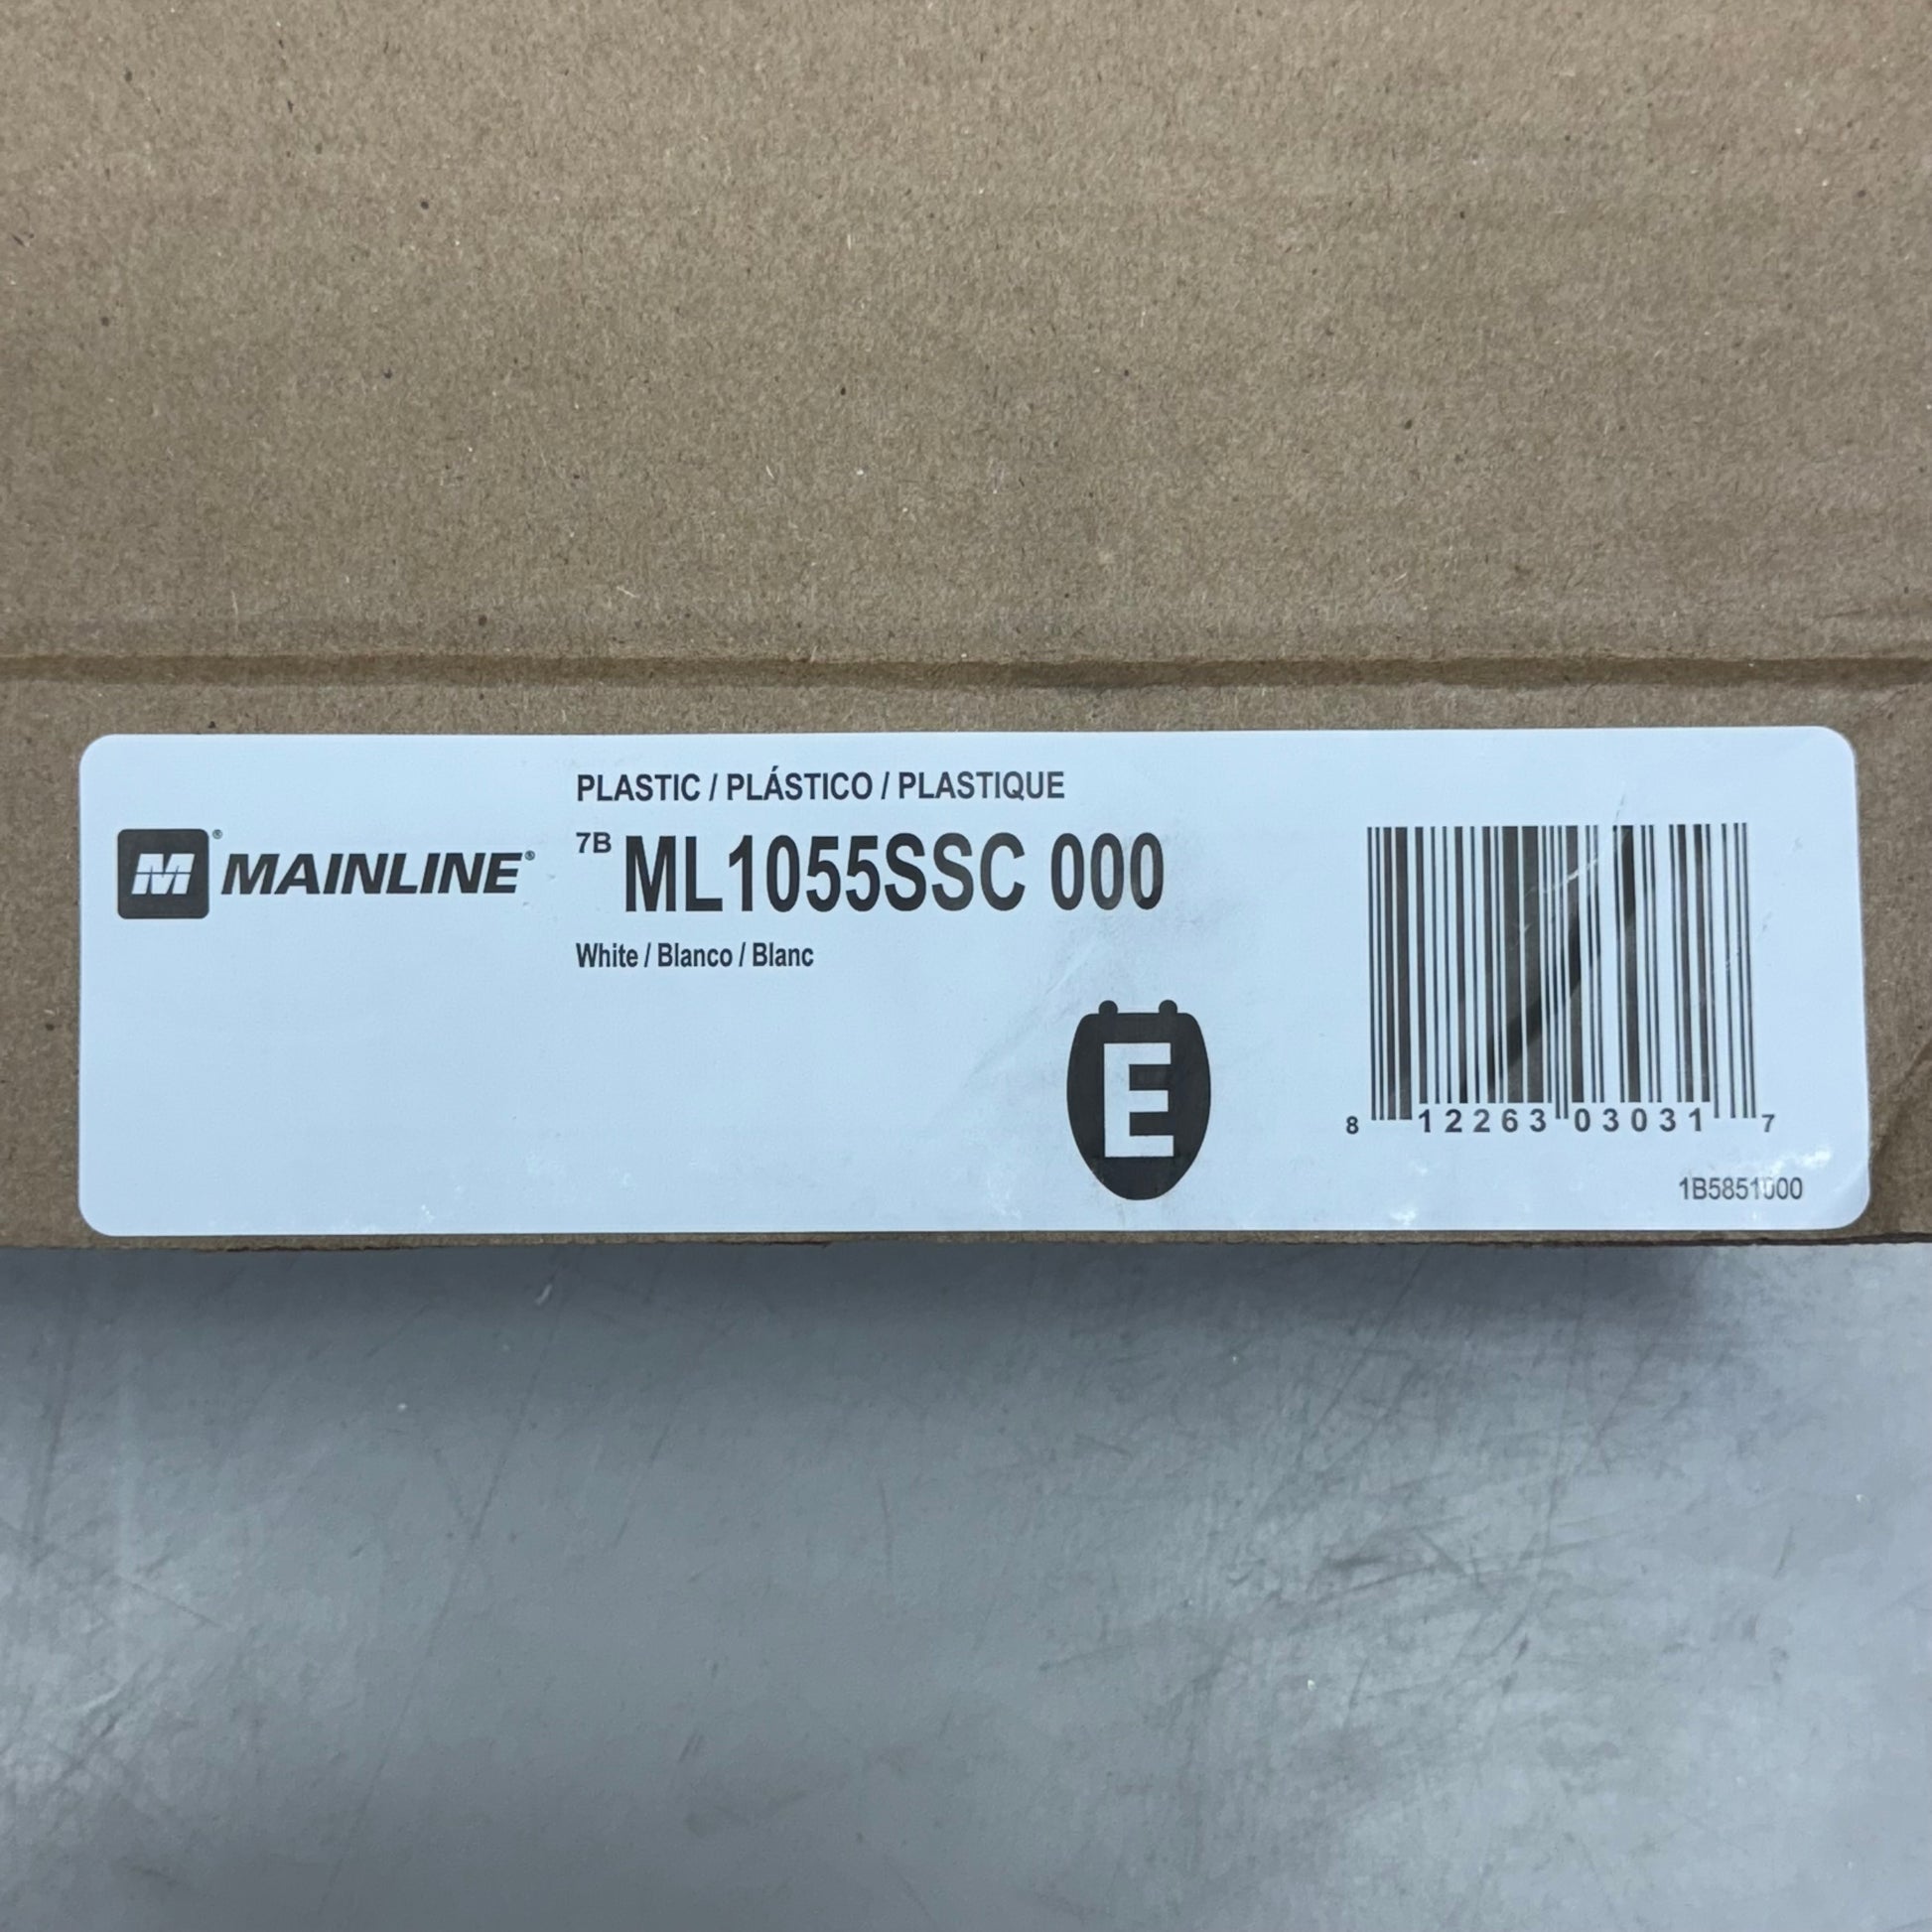 PLASTIC / PLÁSTICO / PLASTIQUE
M® MAINLINE®
7B ML1055SSC 000
White / Blanco / Blanc
E
8 12263 03031 7
1B5851000